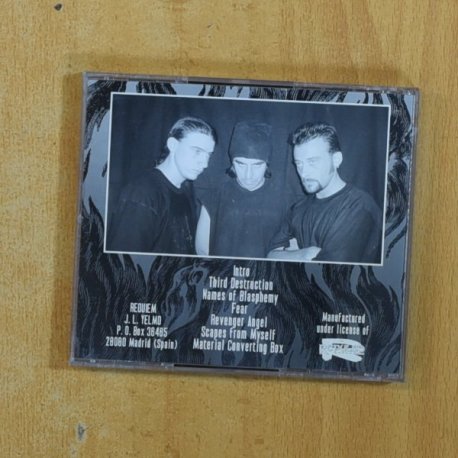 Intro
Third Destruction
Names of Blasphemy
Fear
Revenger Angel
Scapes from Myself
Material Converting Box
REQUIEM
J. L. YELMO
P. O. Box 36485
28080 Madrid (Spain)
Manufactured
under license of